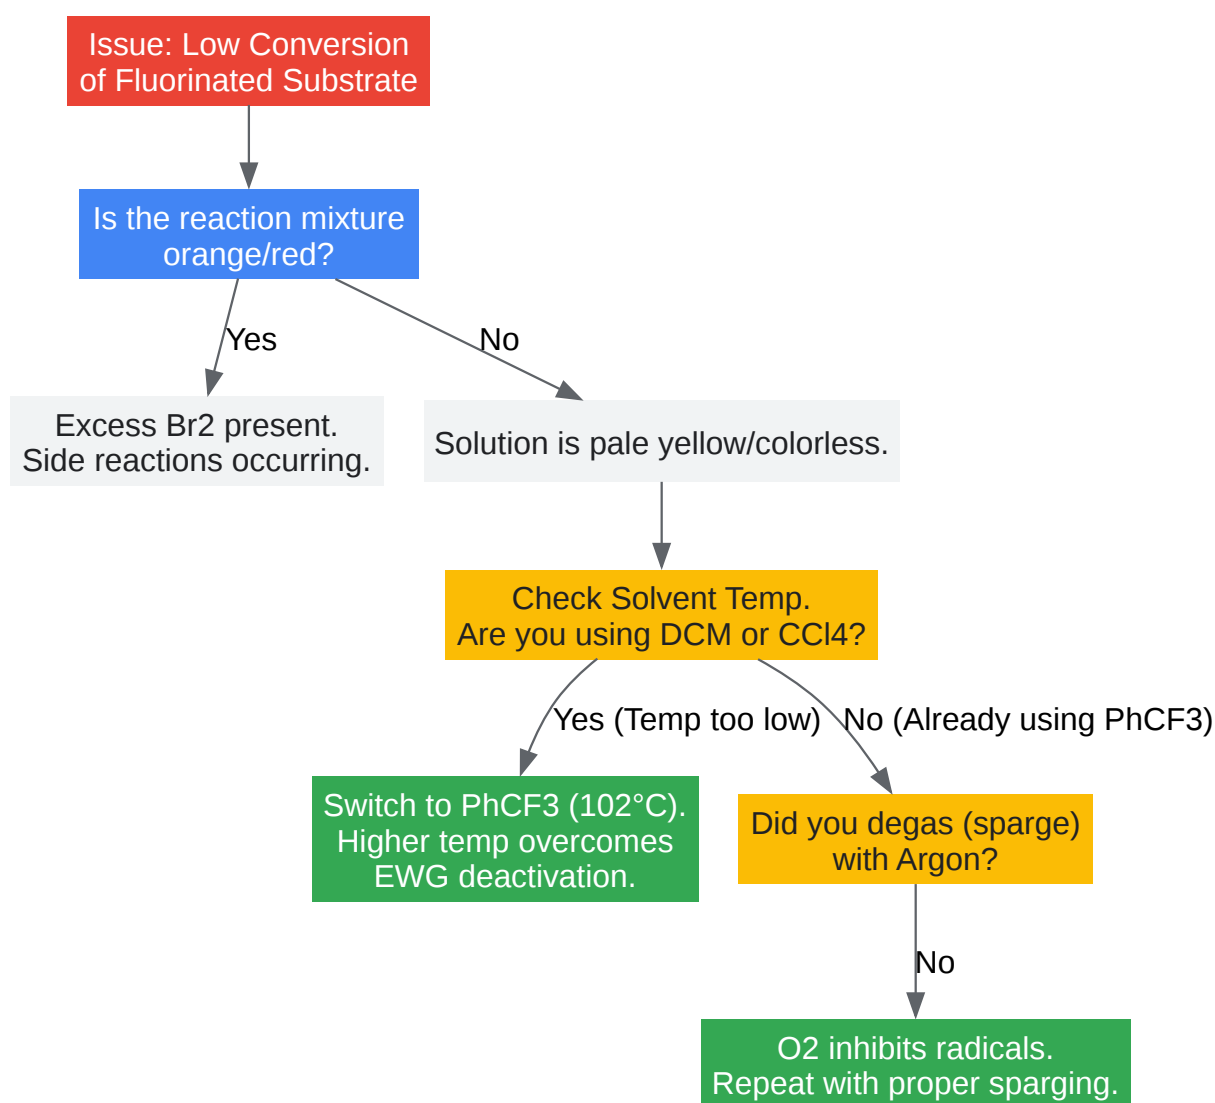 Issue: Low Conversion
of Fluorinated Substrate
Is the reaction mixture
orange/red?
Yes
No
Excess Br2 present.
Side reactions occurring.
Solution is pale yellow/colorless.
Check Solvent Temp.
Are you using DCM or CCl4?
Yes (Temp too low)
No (Already using PhCF3)
Switch to PhCF3 (102°C).
Higher temp overcomes
EWG deactivation.
Did you degas (sparge)
with Argon?
No
O2 inhibits radicals.
Repeat with proper sparging.